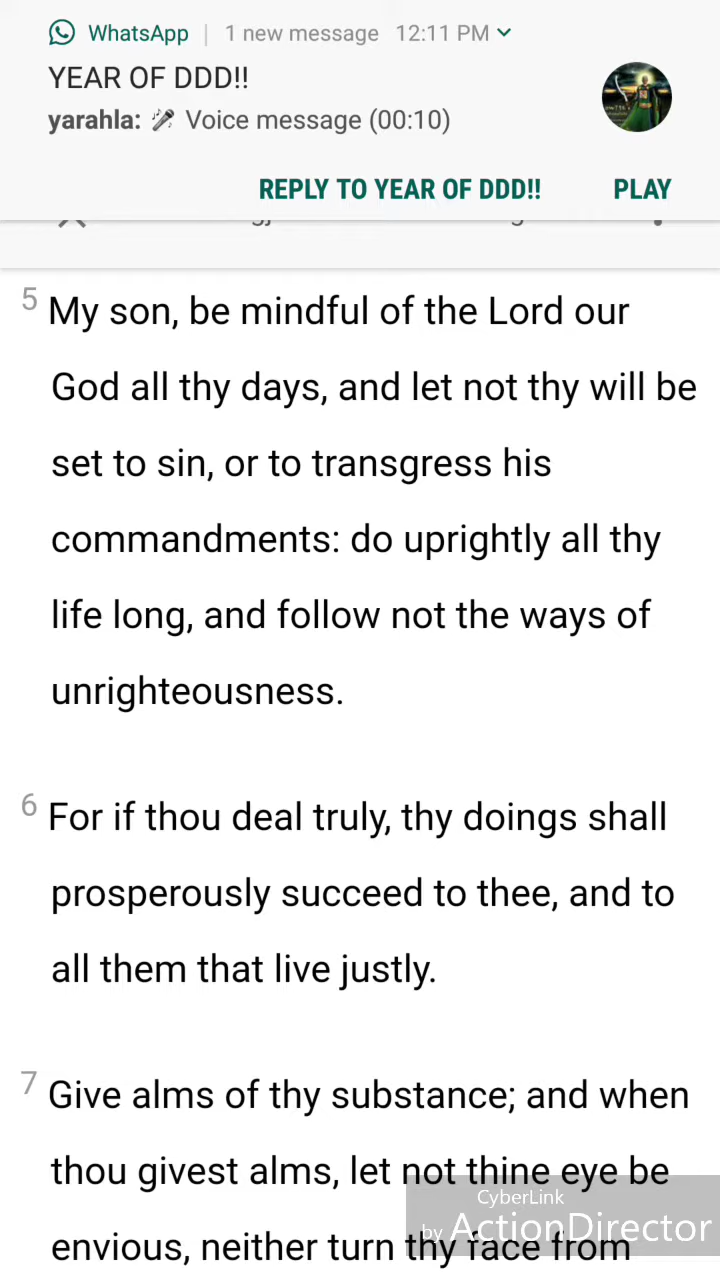 WhatsApp | 1 new message 12:11 PM
YEAR OF DDD!!
yarahla: 🎤 Voice message (00:10)
REPLY TO YEAR OF DDD!! PLAY
5 My son, be mindful of the Lord our
God all thy days, and let not thy will be
set to sin, or to transgress his
commandments: do uprightly all thy
life long, and follow not the ways of
unrighteousness.
6 For if thou deal truly, thy doings shall
prosperously succeed to thee, and to
all them that live justly.
7 Give alms of thy substance; and when
thou givest alms, let not thine eye be
envious, neither turn thy face from
CyberLink
by ActionDirector